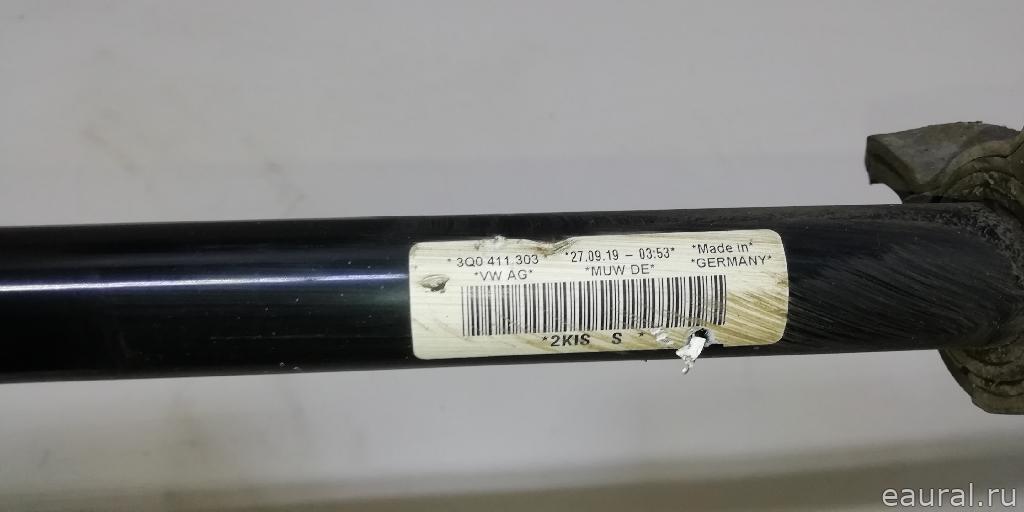 * 3Q0 411.303 *27.09.19 – 03:53* *Made in*
*VW AG* *MUW DE* *GERMANY*
*2KIS S *
eaural.ru